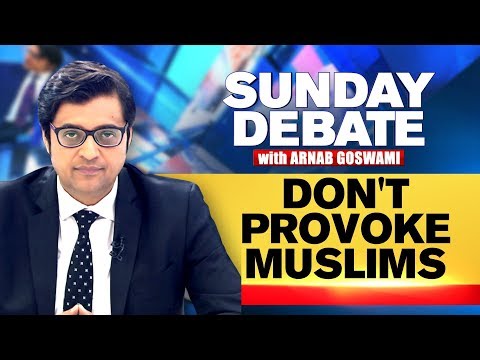 SUNDAY
DEBATE
with ARNAB GOSWAMI
DON'T
PROVOKE
MUSLIMS